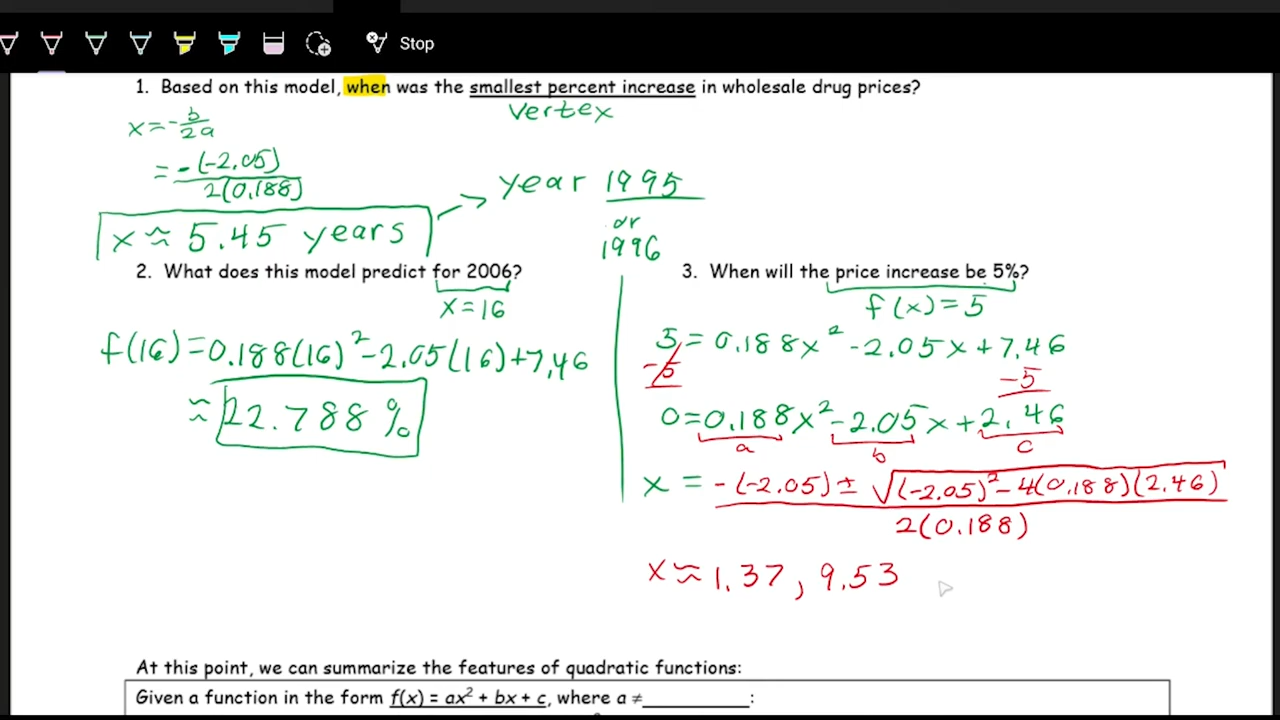 Stop
1. Based on this model, when was the smallest percent increase in wholesale drug prices?
vertex
x = -b/2a
= -(-2.05)/2(0.188)
x ≈ 5.45 years
year 1995
or
1996
2. What does this model predict for 2006?
x = 16
f(16) = 0.188(16)² - 2.05(16) + 7.46
≈ 22.788 %
3. When will the price increase be 5%?
f(x) = 5
5 = 0.188x² - 2.05x + 7.46
-5 -5
0 = 0.188x² - 2.05x + 2.46
a b c
x = -(-2.05) ± √(-2.05)² - 4(0.188)(2.46)
2(0.188)
x ≈ 1.37, 9.53
At this point, we can summarize the features of quadratic functions:
Given a function in the form f(x) = ax² + bx + c, where a ≠ __________: